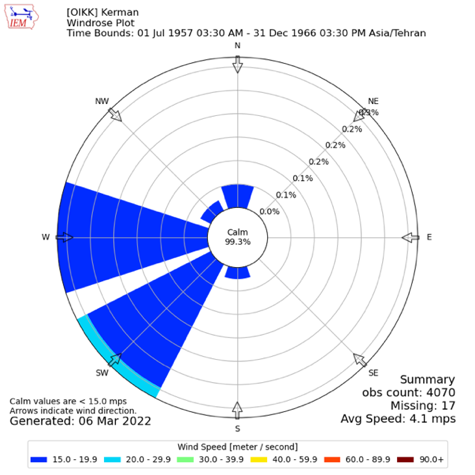 IEM
[OIKK] Kerman
Windrose Plot
Time Bounds: 01 Jul 1957 03:30 AM - 31 Dec 1966 03:30 PM Asia/Tehran
N
NW
NE
0.3%
0.2%
0.2%
0.2%
0.1%
0.1%
0.0%
Calm
99.3%
W
E
SW
SE
S
Calm values are < 15.0 mps
Arrows indicate wind direction.
Generated: 06 Mar 2022
Summary
obs count: 4070
Missing: 17
Avg Speed: 4.1 mps
Wind Speed [meter / second]
15.0 - 19.9
20.0 - 29.9
30.0 - 39.9
40.0 - 59.9
60.0 - 89.9
90.0+